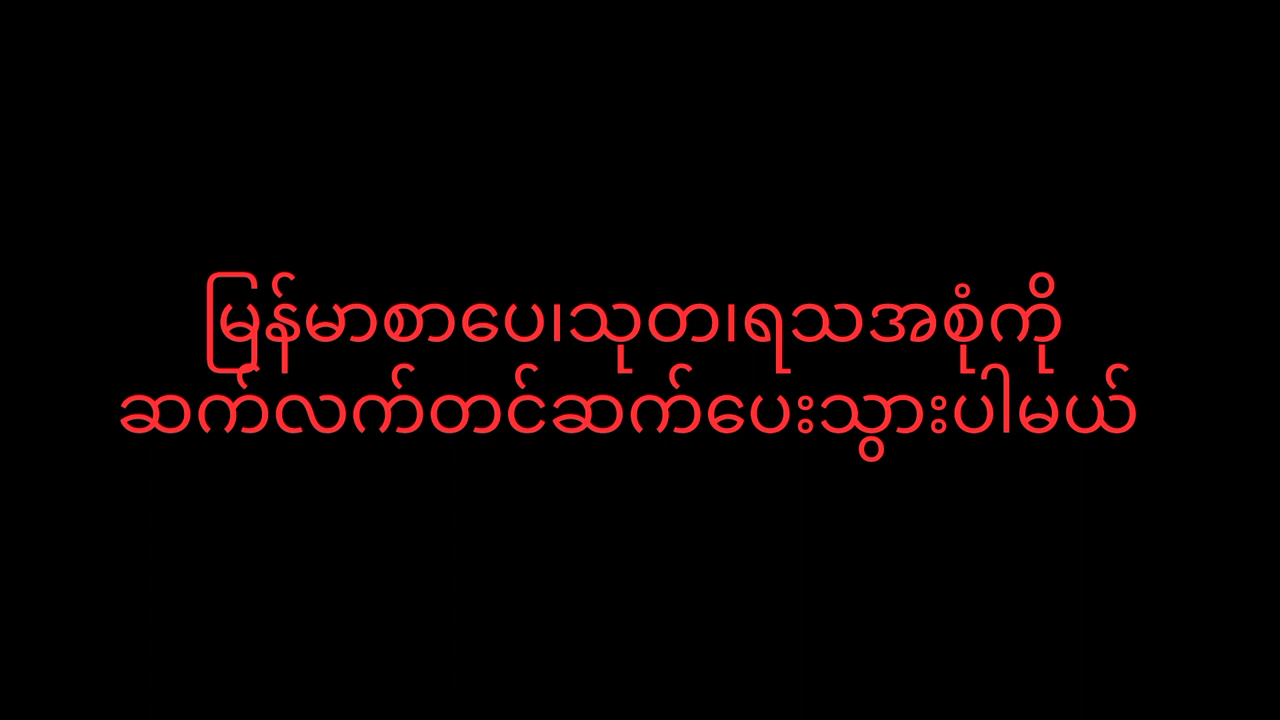 မြန်မာစာပေ၊သုတ၊ရသအစုံကို
ဆက်လက်တင်ဆက်ပေးသွားပါမယ်